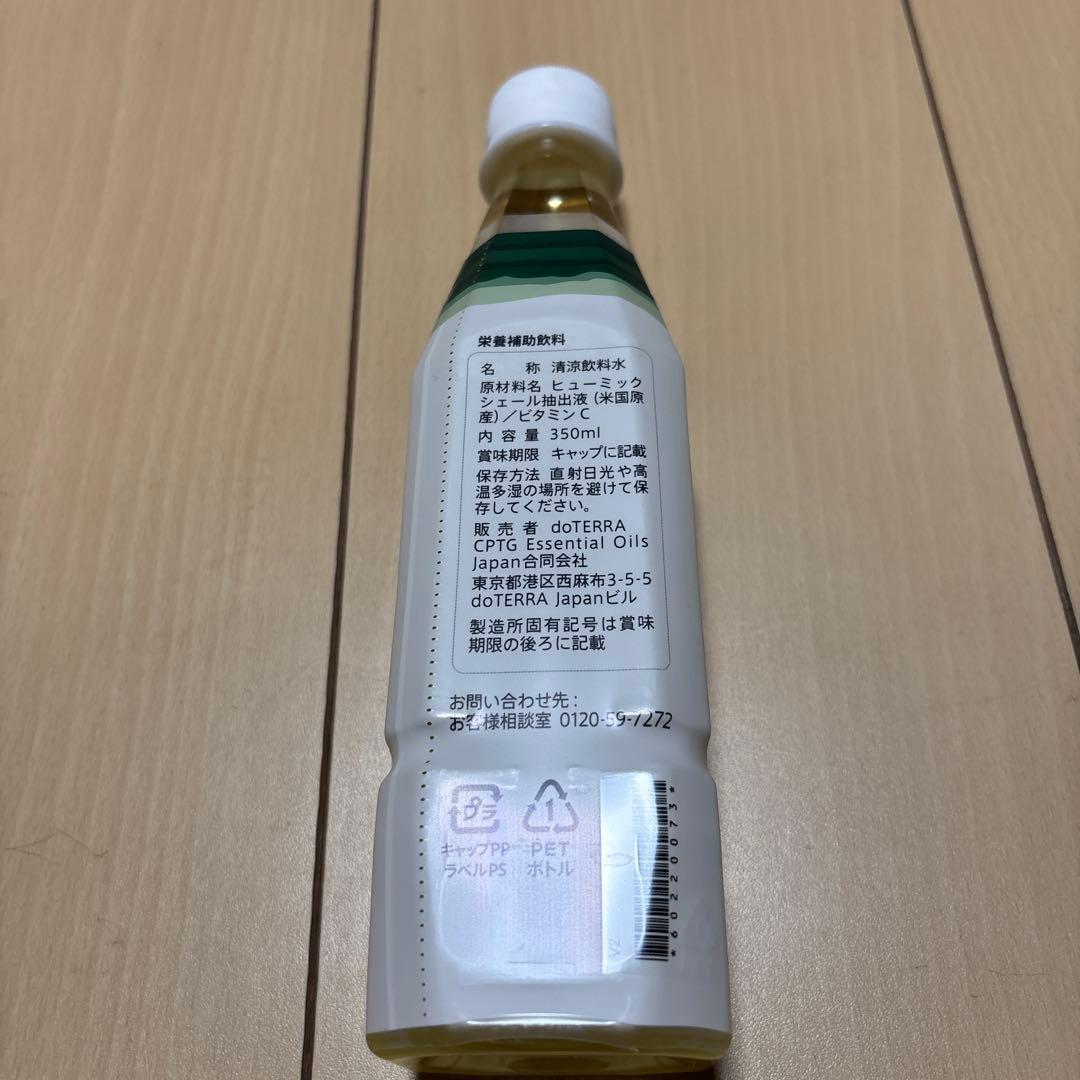 栄養補助飲料
名 称 清涼飲料水
原材料名 ヒューミック
シェール抽出液（米国原
産）／ビタミンC
内容量 350ml
賞味期限 キャップに記載
保存方法 直射日光や高
温多湿の場所を避けて保
存してください。
販売者 doTERRA
CPTG Essential Oils
Japan合同会社
東京都港区西麻布3-5-5
doTERRA Japanビル
製造所固有記号は賞味
期限の後ろに記載
お問い合わせ先：
お客様相談室 0120-59-7272
プラ
1
キャップPP
ラベルPS
PET
ボトル
V2
*60220073*